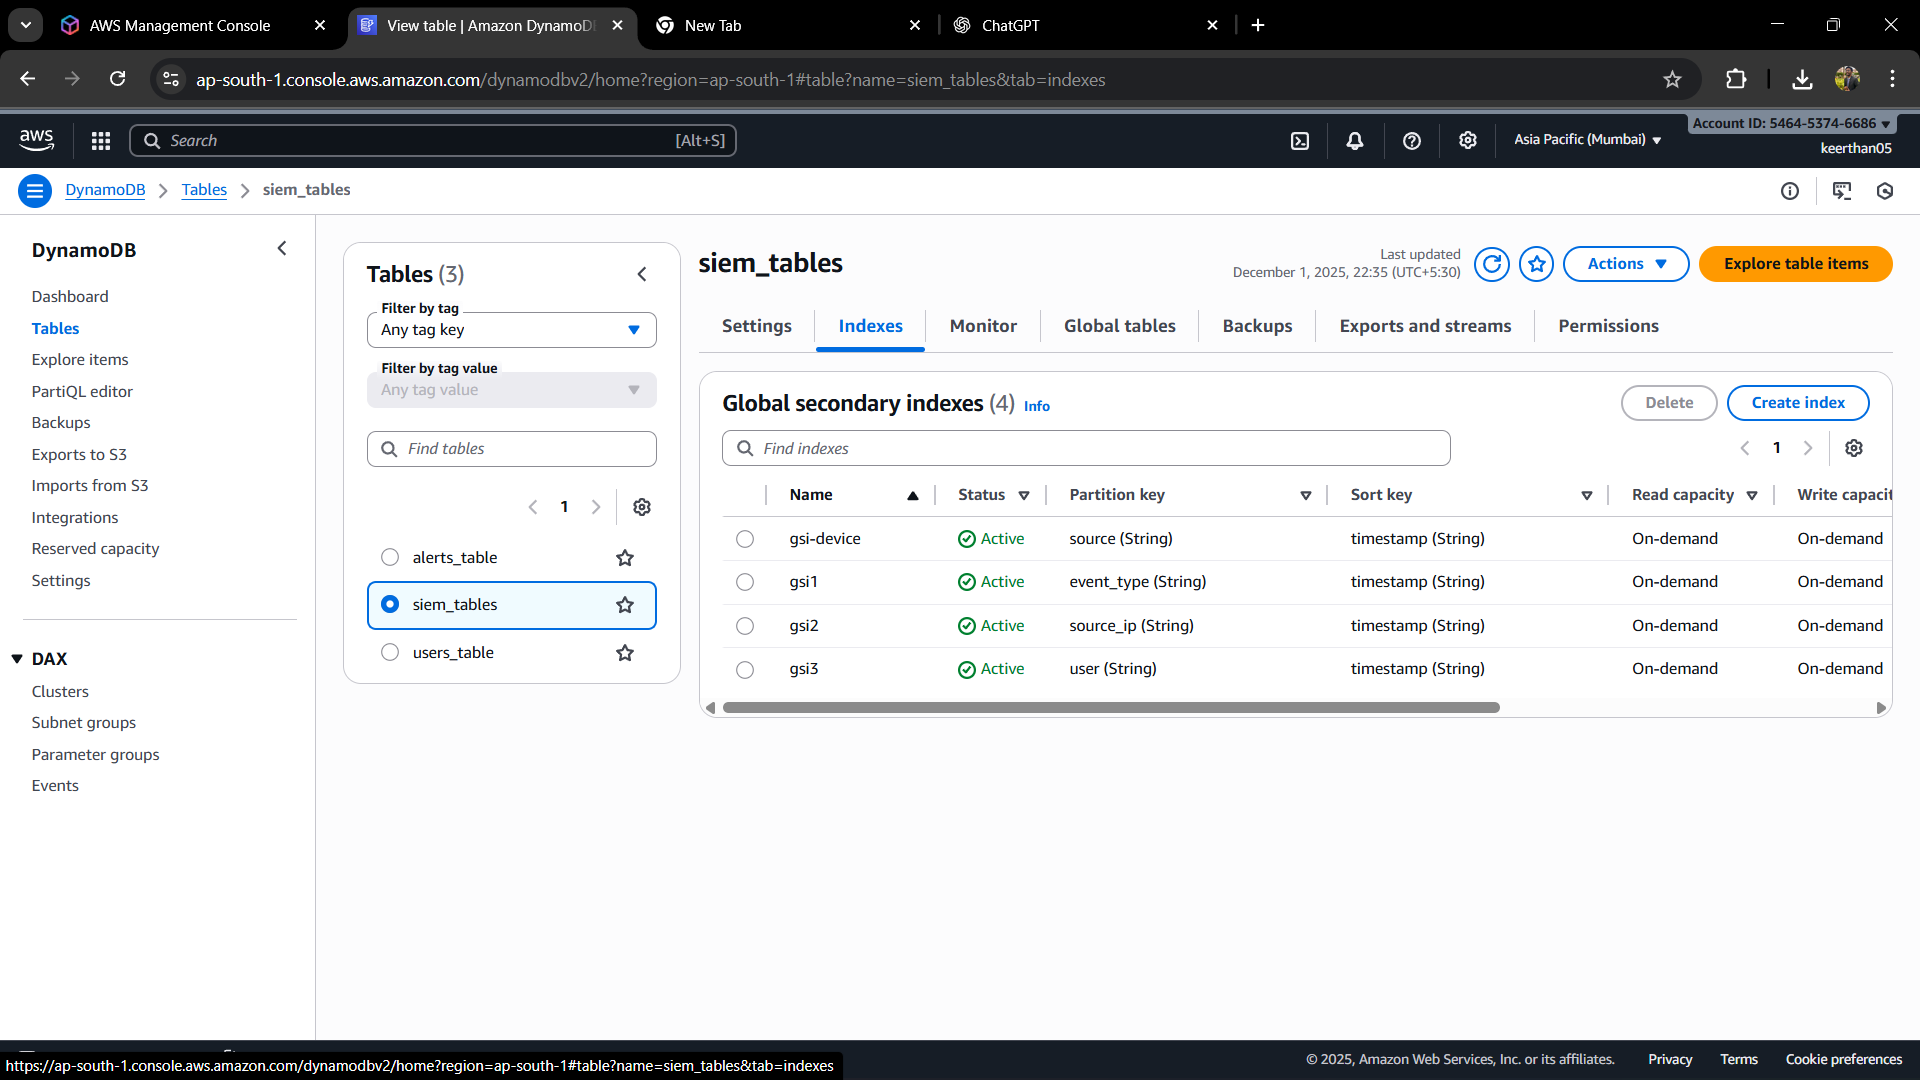 AWS Management Console
View table | Amazon DynamoD
New Tab
ChatGPT
ap-south-1.console.aws.amazon.com/dynamodbv2/home?region=ap-south-1#table?name=siem_tables&tab=indexes
aws
Search
[Alt+S]
Asia Pacific (Mumbai)
Account ID: 5464-5374-6686
keerthan05
DynamoDB
Tables
siem_tables
DynamoDB
Dashboard
Tables
Explore items
PartiQL editor
Backups
Exports to S3
Imports from S3
Integrations
Reserved capacity
Settings
DAX
Clusters
Subnet groups
Parameter groups
Events
Tables (3)
Filter by tag
Any tag key
Filter by tag value
Any tag value
Find tables
1
alerts_table
siem_tables
users_table
siem_tables
Last updated
December 1, 2025, 22:35 (UTC+5:30)
Actions
Explore table items
Settings
Indexes
Monitor
Global tables
Backups
Exports and streams
Permissions
Global secondary indexes (4) Info
Delete
Create index
Find indexes
1
Name Status Partition key Sort key Read capacity Write capacit
gsi-device Active source (String) timestamp (String) On-demand On-demand
gsi1 Active event_type (String) timestamp (String) On-demand On-demand
gsi2 Active source_ip (String) timestamp (String) On-demand On-demand
gsi3 Active user (String) timestamp (String) On-demand On-demand
https://ap-south-1.console.aws.amazon.com/dynamodbv2/home?region=ap-south-1#table?name=siem_tables&tab=indexes
© 2025, Amazon Web Services, Inc. or its affiliates.
Privacy
Terms
Cookie preferences